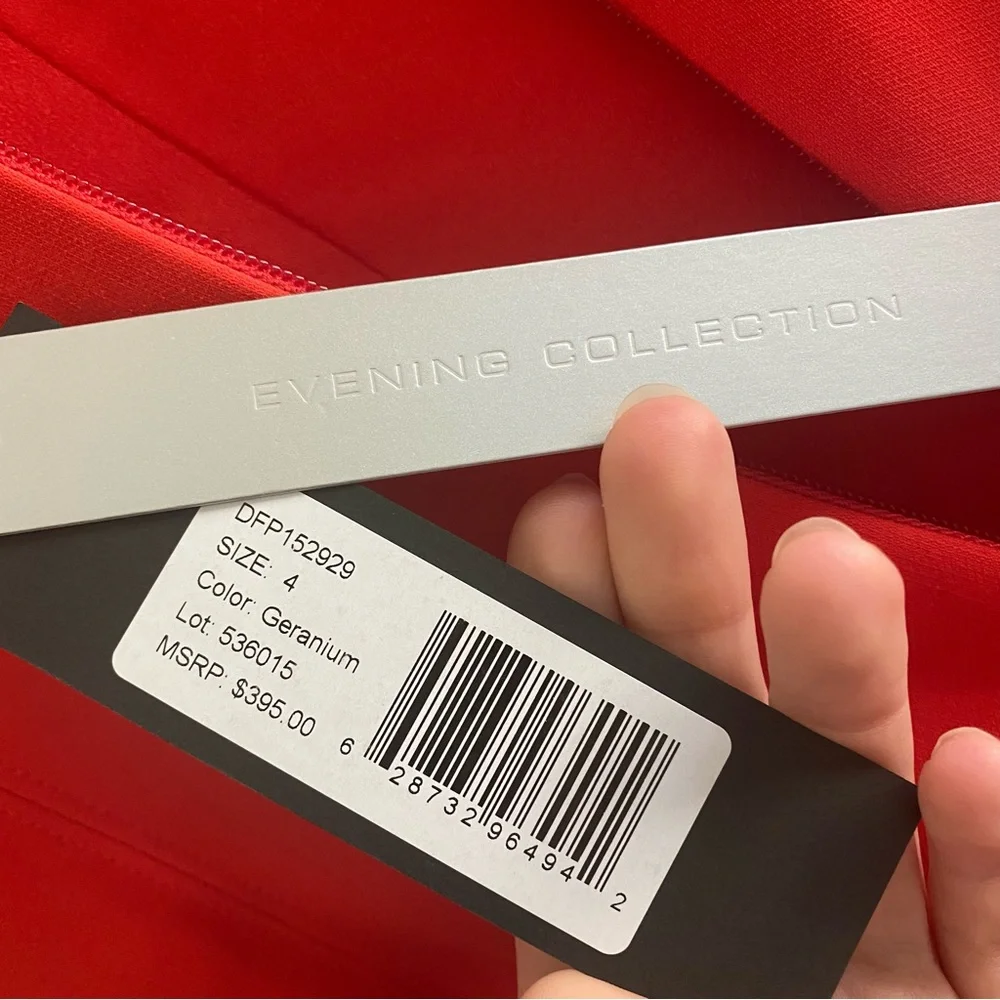 EVENING COLLECTION
DFP152929
SIZE: 4
Color: Geranium
Lot: 536015
MSRP: $395.00
6 28732 96494 2